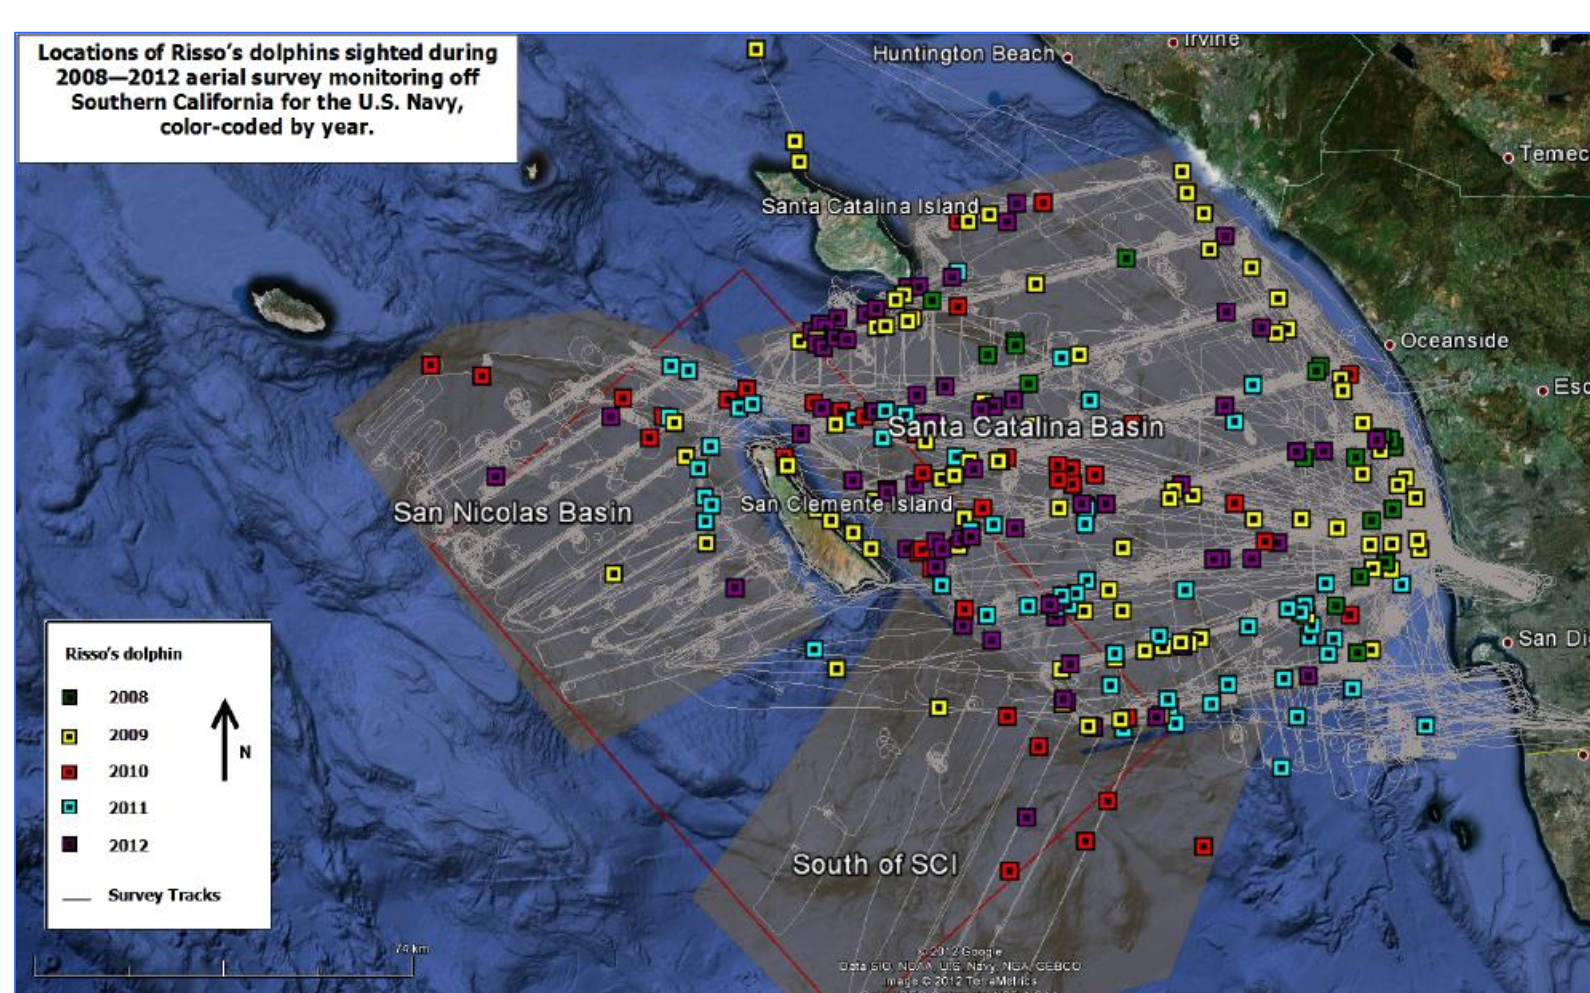 Locations of Risso's dolphins sighted during
2008—2012 aerial survey monitoring off
Southern California for the U.S. Navy,
color-coded by year.
Huntington Beach
Irvine
Temec
Santa Catalina Island
Oceanside
Esc
Santa Catalina Basin
San Nicolas Basin
San Clemente Island
San Di
South of SCI
Risso's dolphin
2008
2009
2010
2011
2012
N
Survey Tracks
74 km
© 2012 Google
Data SIO, NOAA, U.S. Navy, NGA, GEBCO
Image © 2012 TerraMetrics